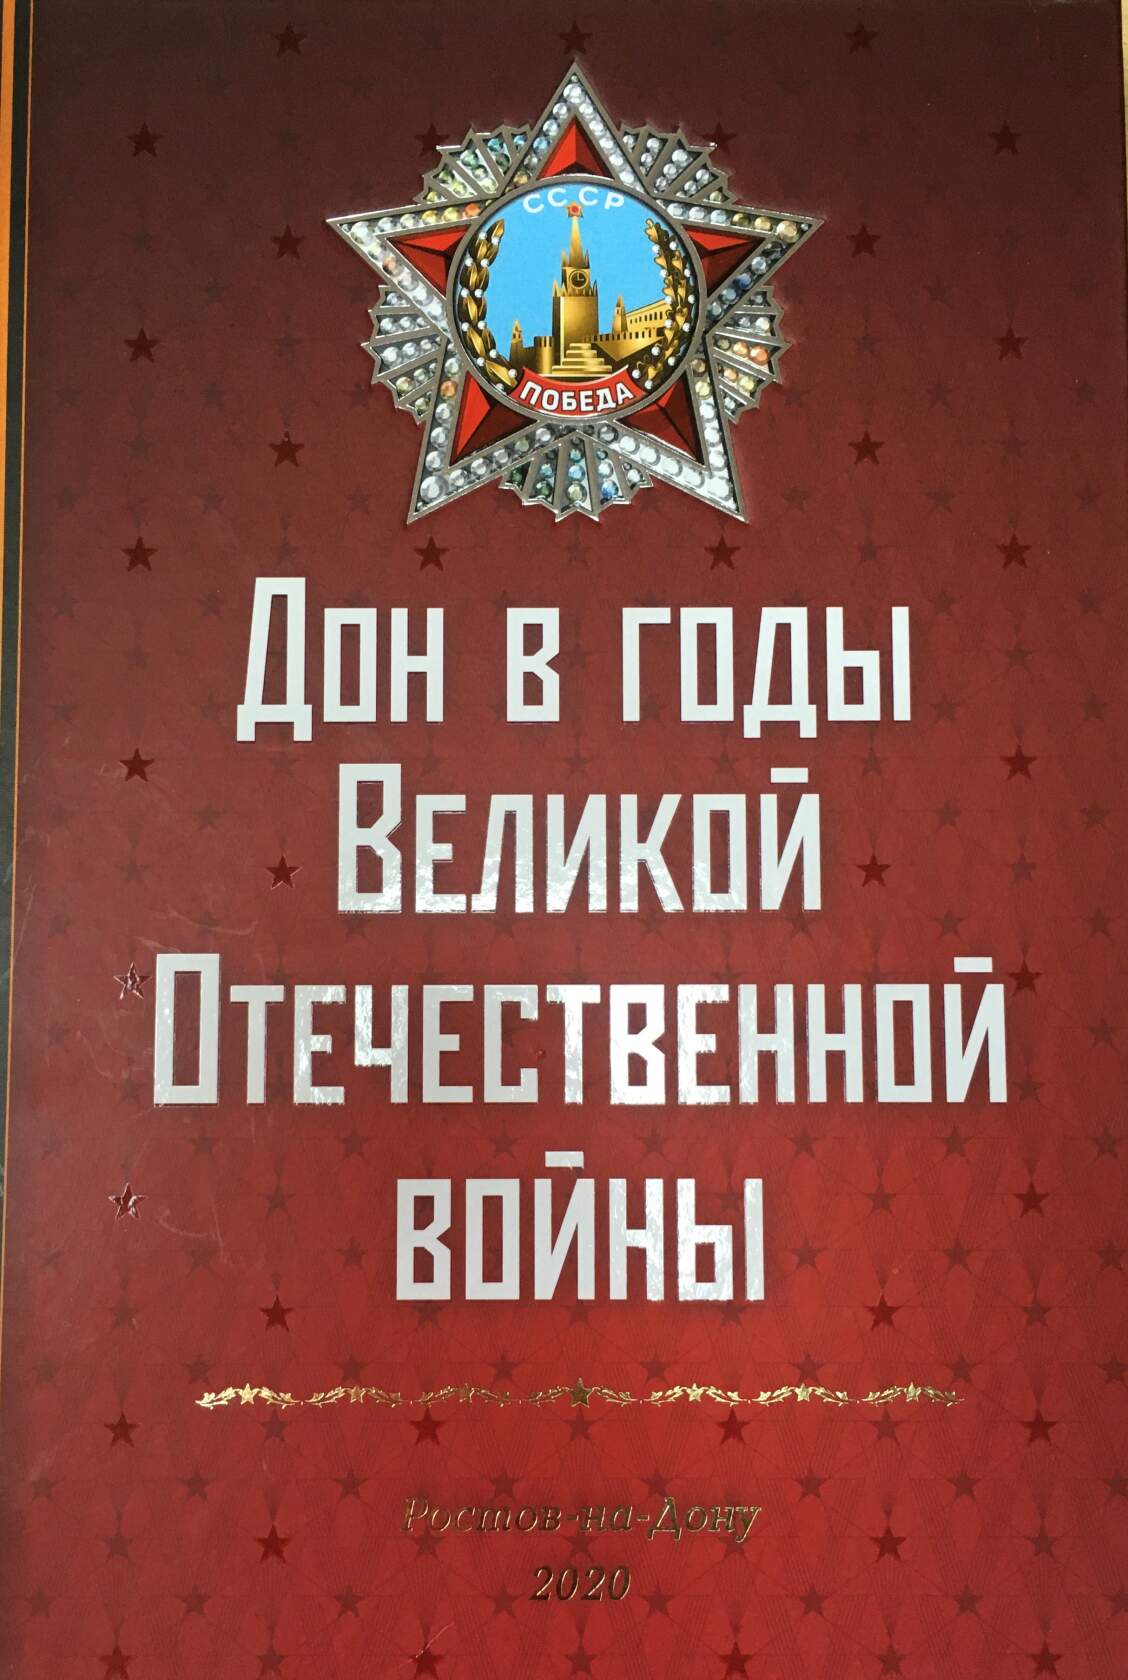 СССР
ПОБЕДА
Дон в годы
Великой
Отечественной
войны
Ростов-на-Дону
2020